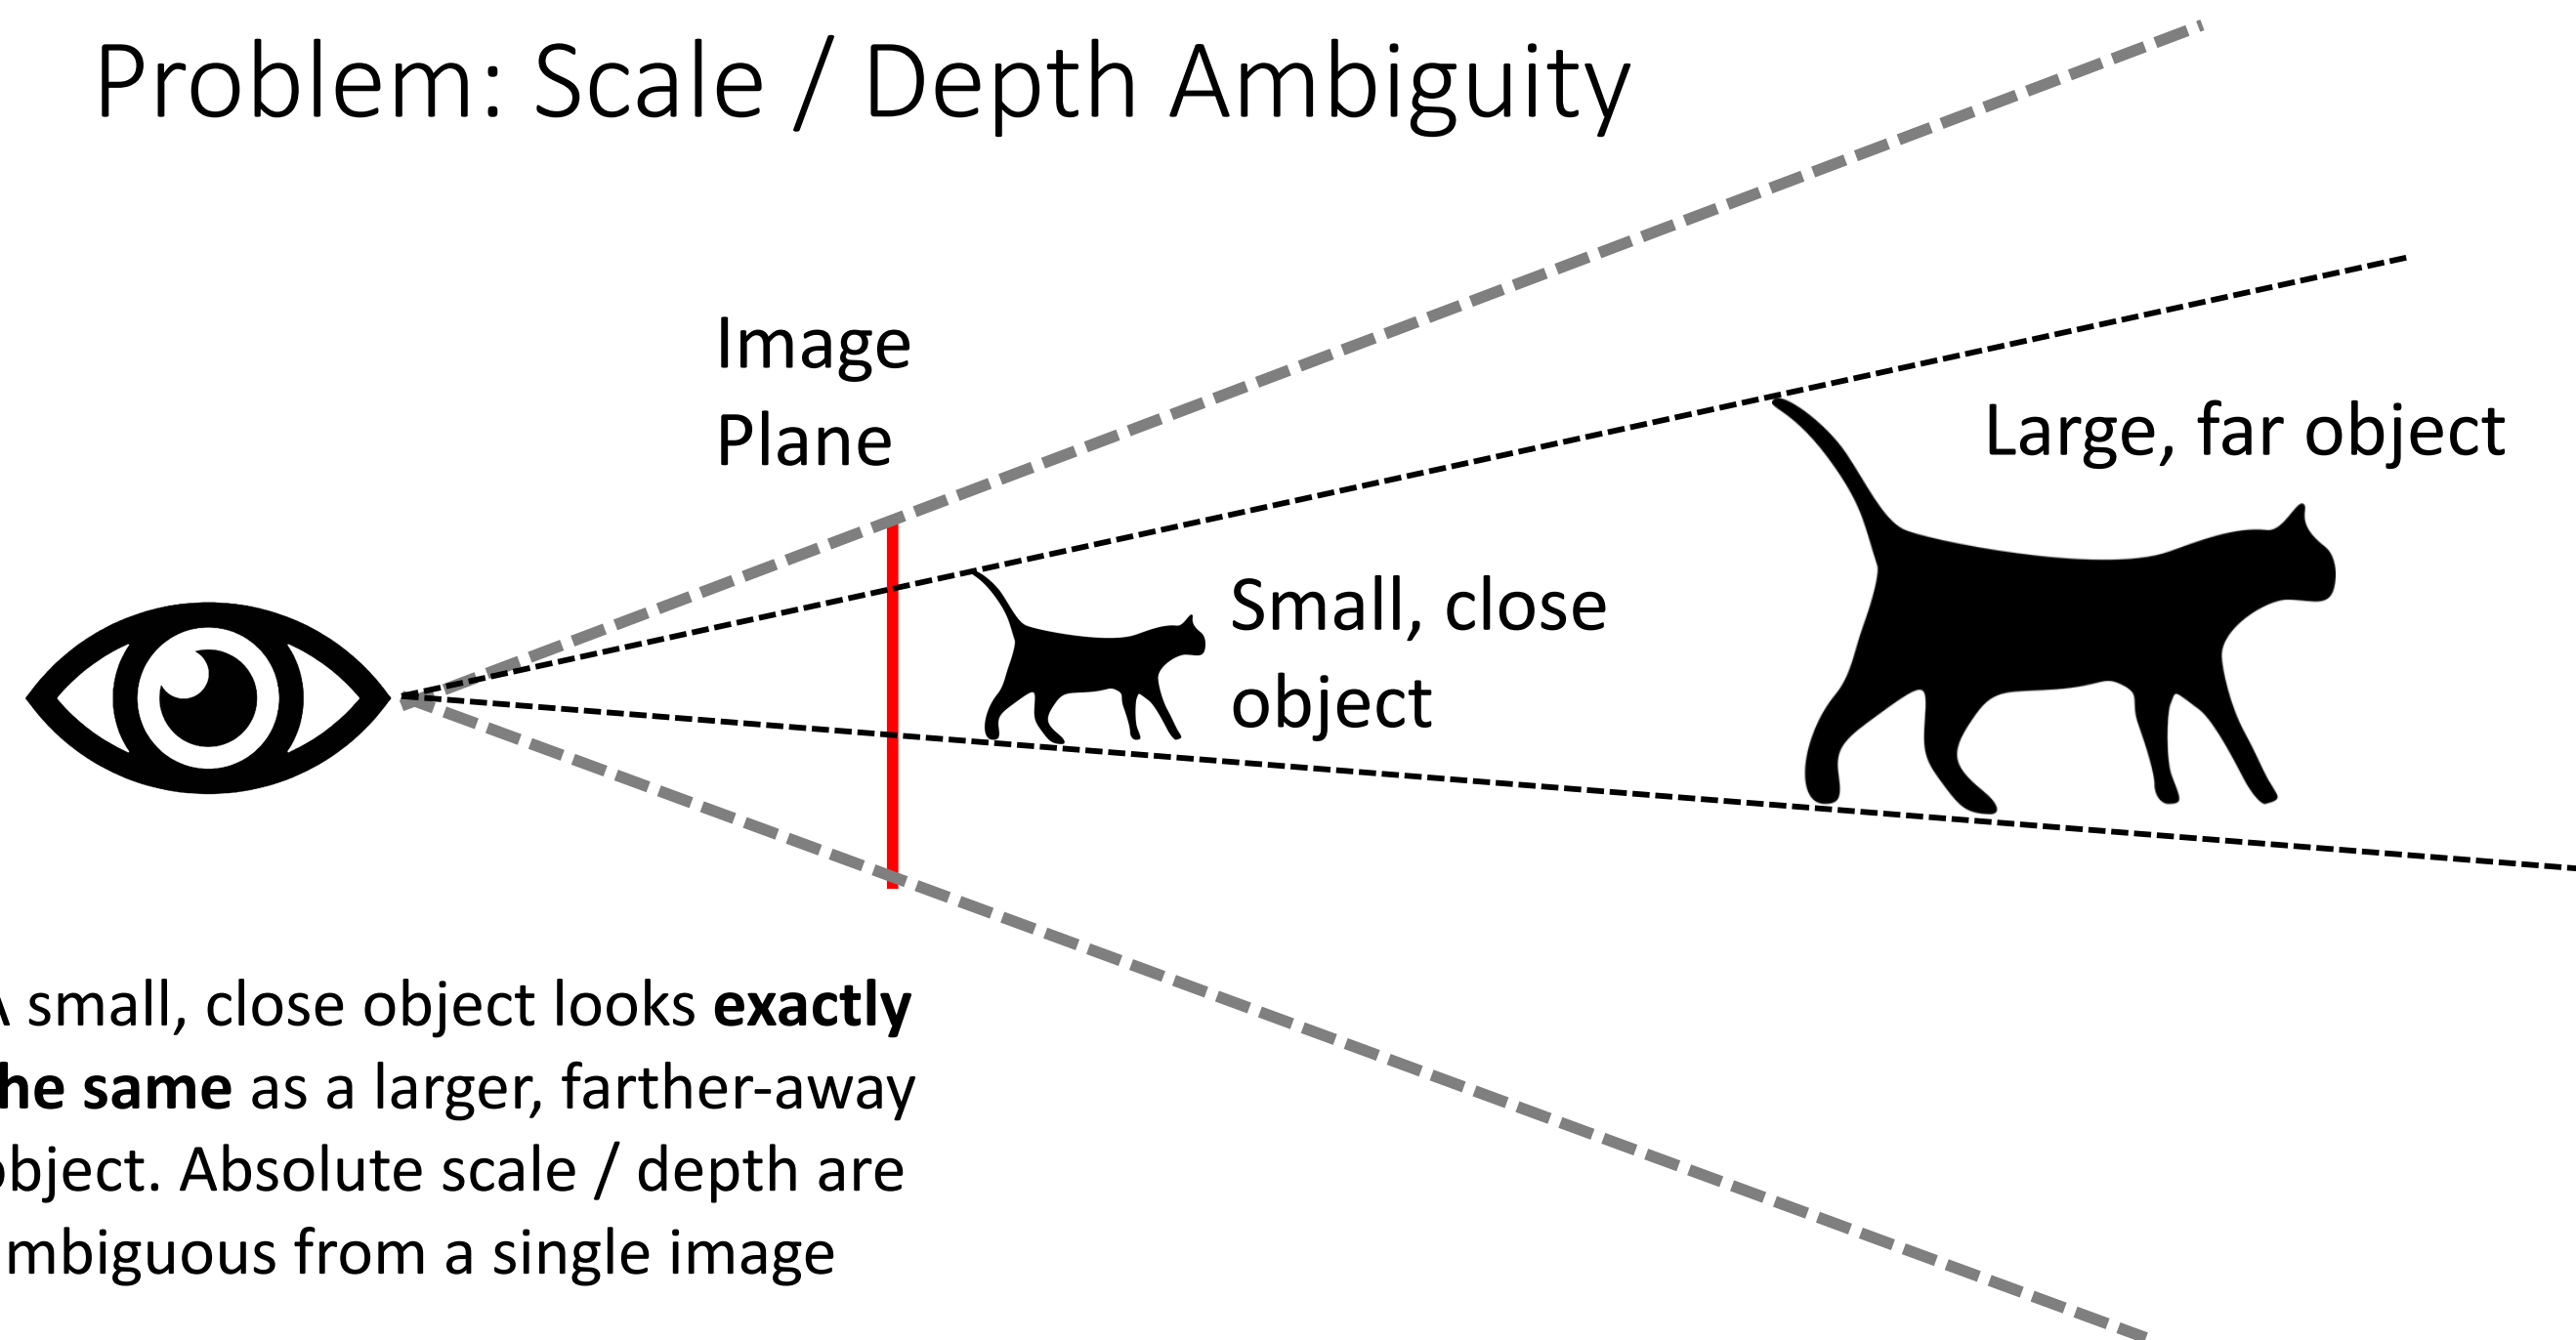 Problem: Scale / Depth Ambiguity
Image
Plane
Large, far object
Small, close
object
A small, close object looks exactly
he same as a larger, farther-away
bject. Absolute scale / depth are
mbiguous from a single image